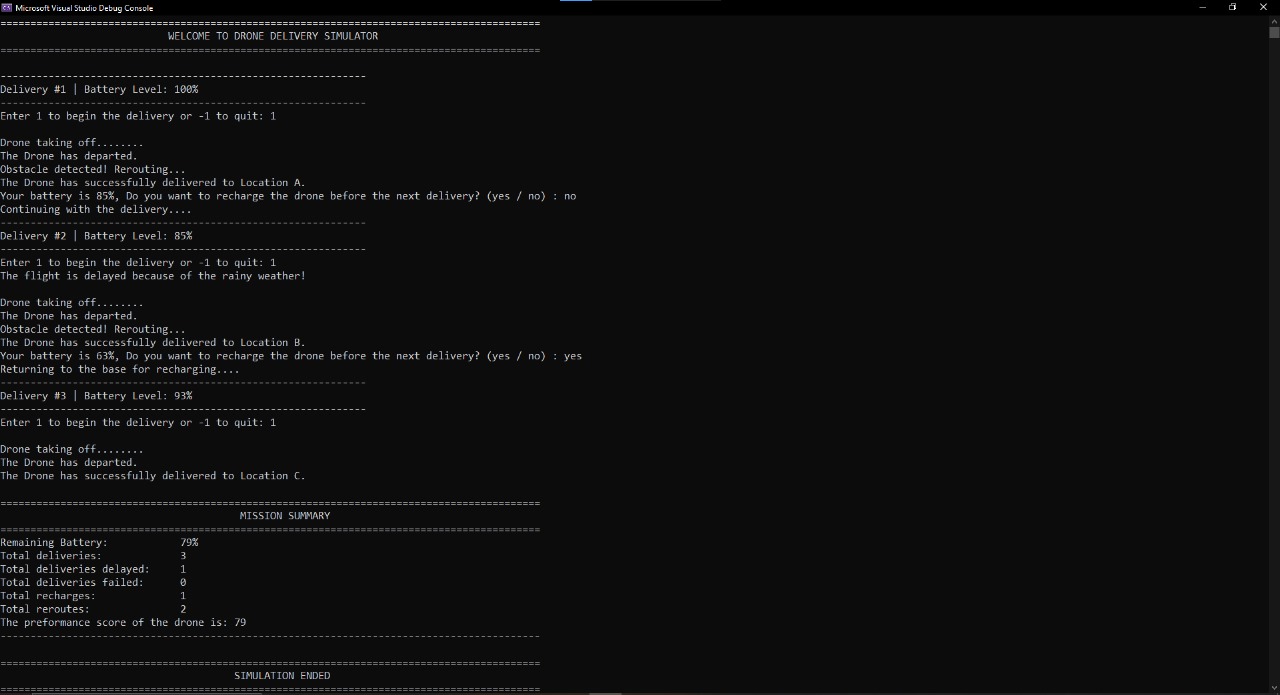 Microsoft Visual Studio Debug Console
==========================================================================================
WELCOME TO DRONE DELIVERY SIMULATOR
==========================================================================================
-------------------------------------------------------------
Delivery #1 | Battery Level: 100%
-------------------------------------------------------------
Enter 1 to begin the delivery or -1 to quit: 1
Drone taking off........
The Drone has departed.
Obstacle detected! Rerouting...
The Drone has successfully delivered to Location A.
Your battery is 85%, Do you want to recharge the drone before the next delivery? (yes / no) : no
Continuing with the delivery....
-------------------------------------------------------------
Delivery #2 | Battery Level: 85%
-------------------------------------------------------------
Enter 1 to begin the delivery or -1 to quit: 1
The flight is delayed because of the rainy weather!
Drone taking off........
The Drone has departed.
Obstacle detected! Rerouting...
The Drone has successfully delivered to Location B.
Your battery is 63%, Do you want to recharge the drone before the next delivery? (yes / no) : yes
Returning to the base for recharging....
-------------------------------------------------------------
Delivery #3 | Battery Level: 93%
-------------------------------------------------------------
Enter 1 to begin the delivery or -1 to quit: 1
Drone taking off........
The Drone has departed.
The Drone has successfully delivered to Location C.
==========================================================================================
MISSION SUMMARY
==========================================================================================
Remaining Battery: 79%
Total deliveries: 3
Total deliveries delayed: 1
Total deliveries failed: 0
Total recharges: 1
Total reroutes: 2
The preformance score of the drone is: 79
------------------------------------------------------------------------------------------
==========================================================================================
SIMULATION ENDED
==========================================================================================